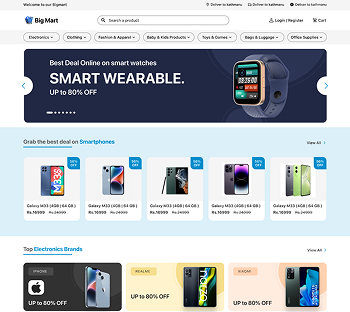 Welcome to our Bigmart
Deliver to kathmanu
Deliver to kathmandu
Deliver to kathmandu
Big Mart
Search a product
Login | Register
Cart
Electronics
Clothing
Fashion & Apparel
Baby & Kids Products
Toys & Games
Bags & Luggage
Office Supplies
Best Deal Online on smart watches
SMART WEARABLE.
UP to 80% OFF
Grab the best deal on Smartphones
View All
56%
OFF
56%
OFF
56%
OFF
56%
OFF
56%
OFF
Galaxy M33 (4GB | 64 GB )
Rs.16999 Rs.24999
Galaxy M33 (4GB | 64 GB )
Rs.16999 Rs.24999
Galaxy M33 (4GB | 64 GB )
Rs.16999 Rs.24999
Galaxy M33 (4GB | 64 GB )
Rs.16999 Rs.24999
Galaxy M33 (4GB | 64 GB )
Rs.16999 Rs.24999
Top Electronics Brands
View All
IPHONE
UP to 80% OFF
REALME
UP to 80% OFF
XIAOMI
UP to 80% OFF